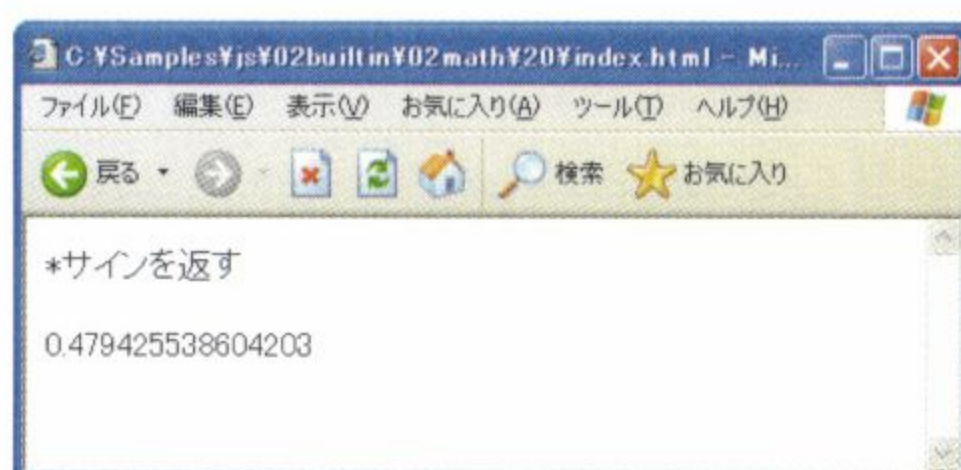 C:¥Samples¥js¥02builtin¥02math¥20¥index.html - Mi...
ファイル(F) 編集(E) 表示(V) お気に入り(A) ツール(T) ヘルプ(H)
戻る 検索 お気に入り
*サインを返す
0.479425538604203